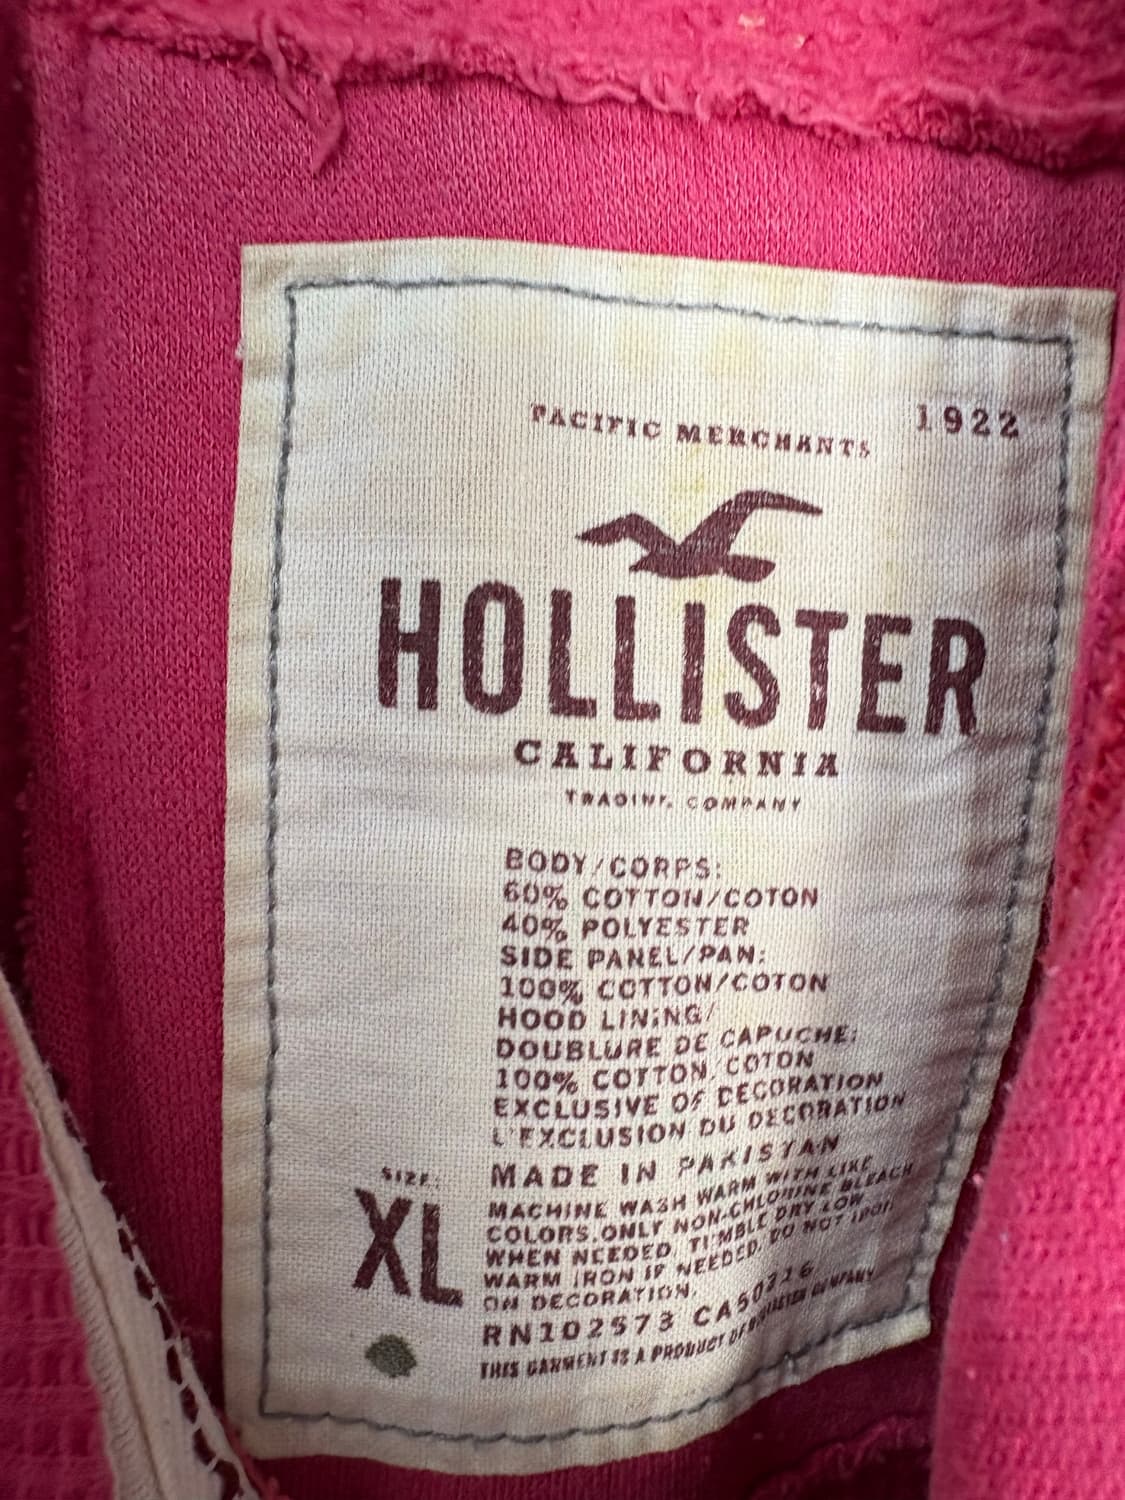 PACIFIC MERCHANTS 1922
HOLLISTER
CALIFORNIA
TRADING COMPANY
BODY/CORPS:
60% COTTON/COTON
40% POLYESTER
SIDE PANEL/PAN:
100% COTTON/COTON
HOOD LINING/
DOUBLURE DE CAPUCHE:
100% COTTON/COTON
EXCLUSIVE OF DECORATION
L'EXCLUSION DU DECORATION
MADE IN PAKISTAN
SIZE:
XL
MACHINE WASH WARM WITH LIKE
COLORS.ONLY NON-CHLORINE BLEACH
WHEN NEEDED. TUMBLE DRY LOW.
WARM IRON IF NEEDED. DO NOT IRON
ON DECORATION.
RN102573 CA50326
THIS GARMENT IS A PRODUCT OF HOLLISTER COMPANY